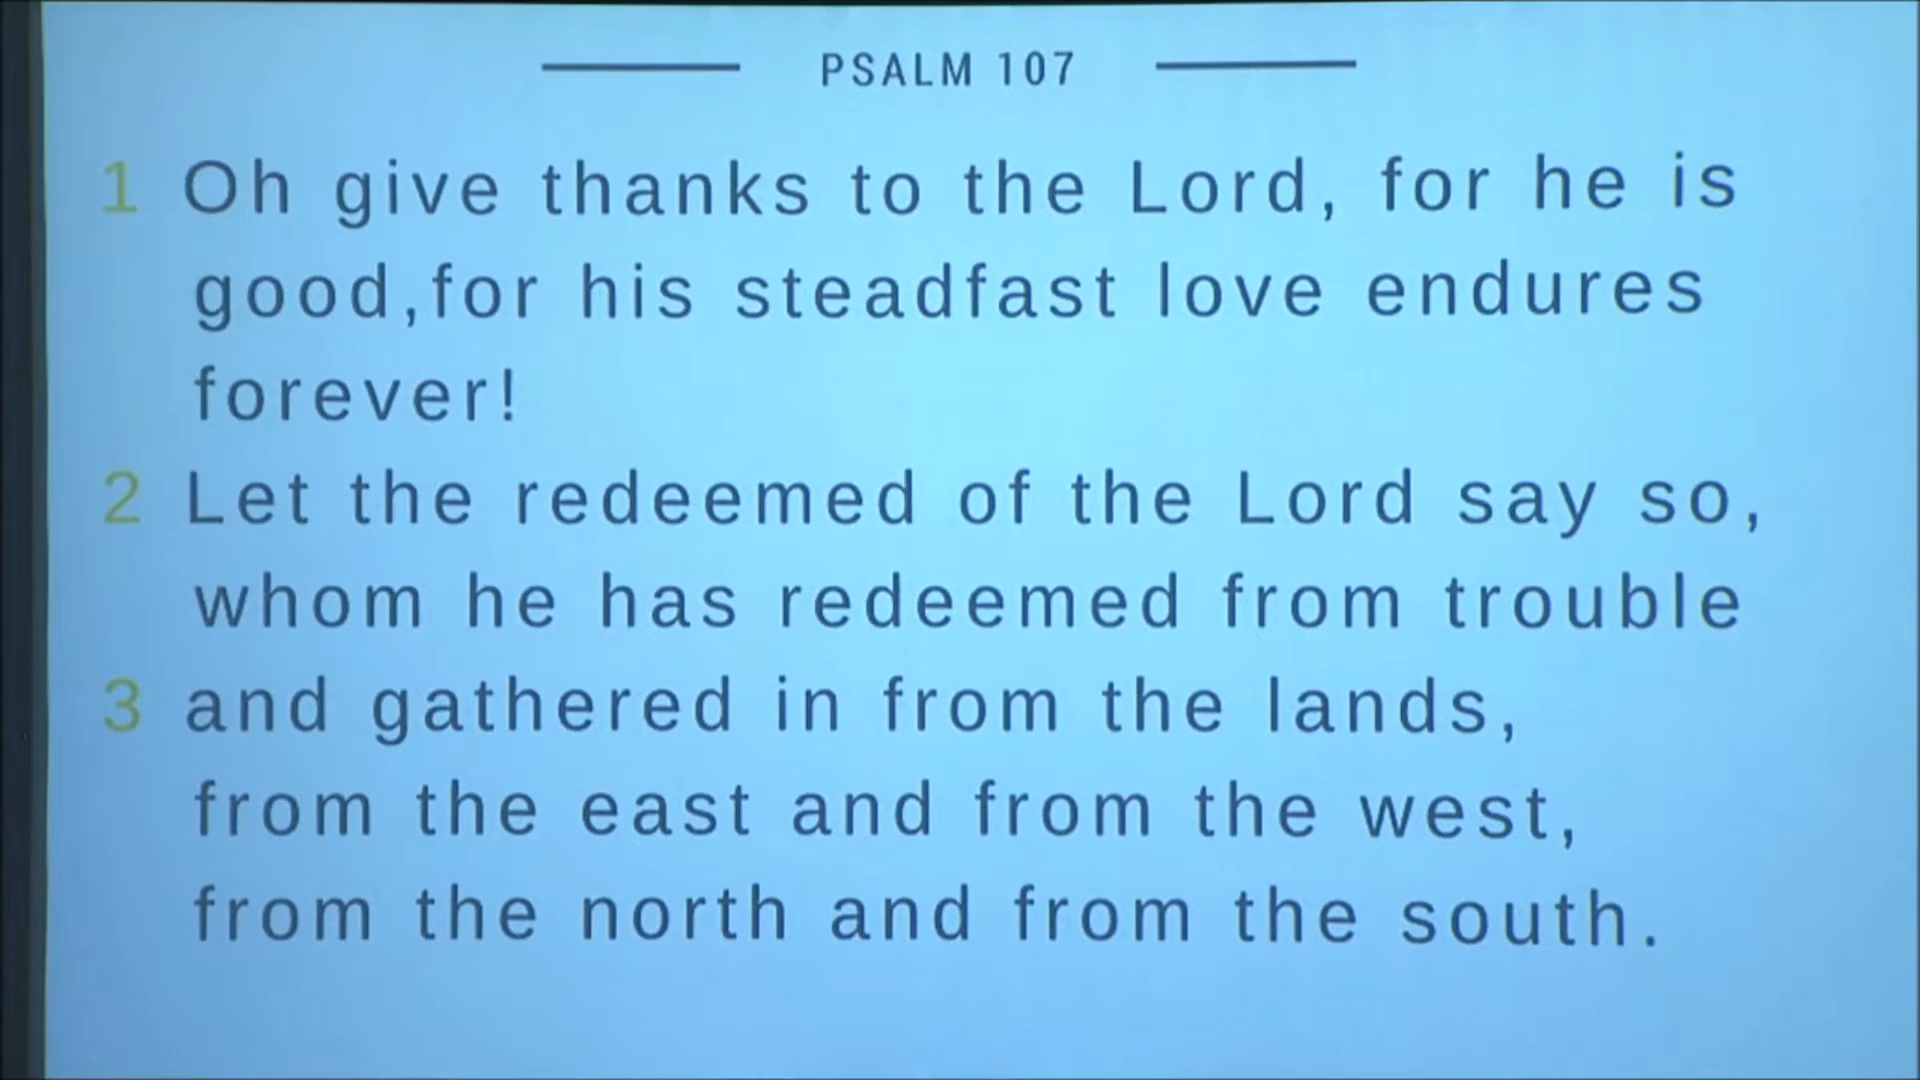 PSALM 107
1 Oh give thanks to the Lord, for he is
good,for his steadfast love endures
forever!
2 Let the redeemed of the Lord say so,
whom he has redeemed from trouble
3 and gathered in from the lands,
from the east and from the west,
from the north and from the south.